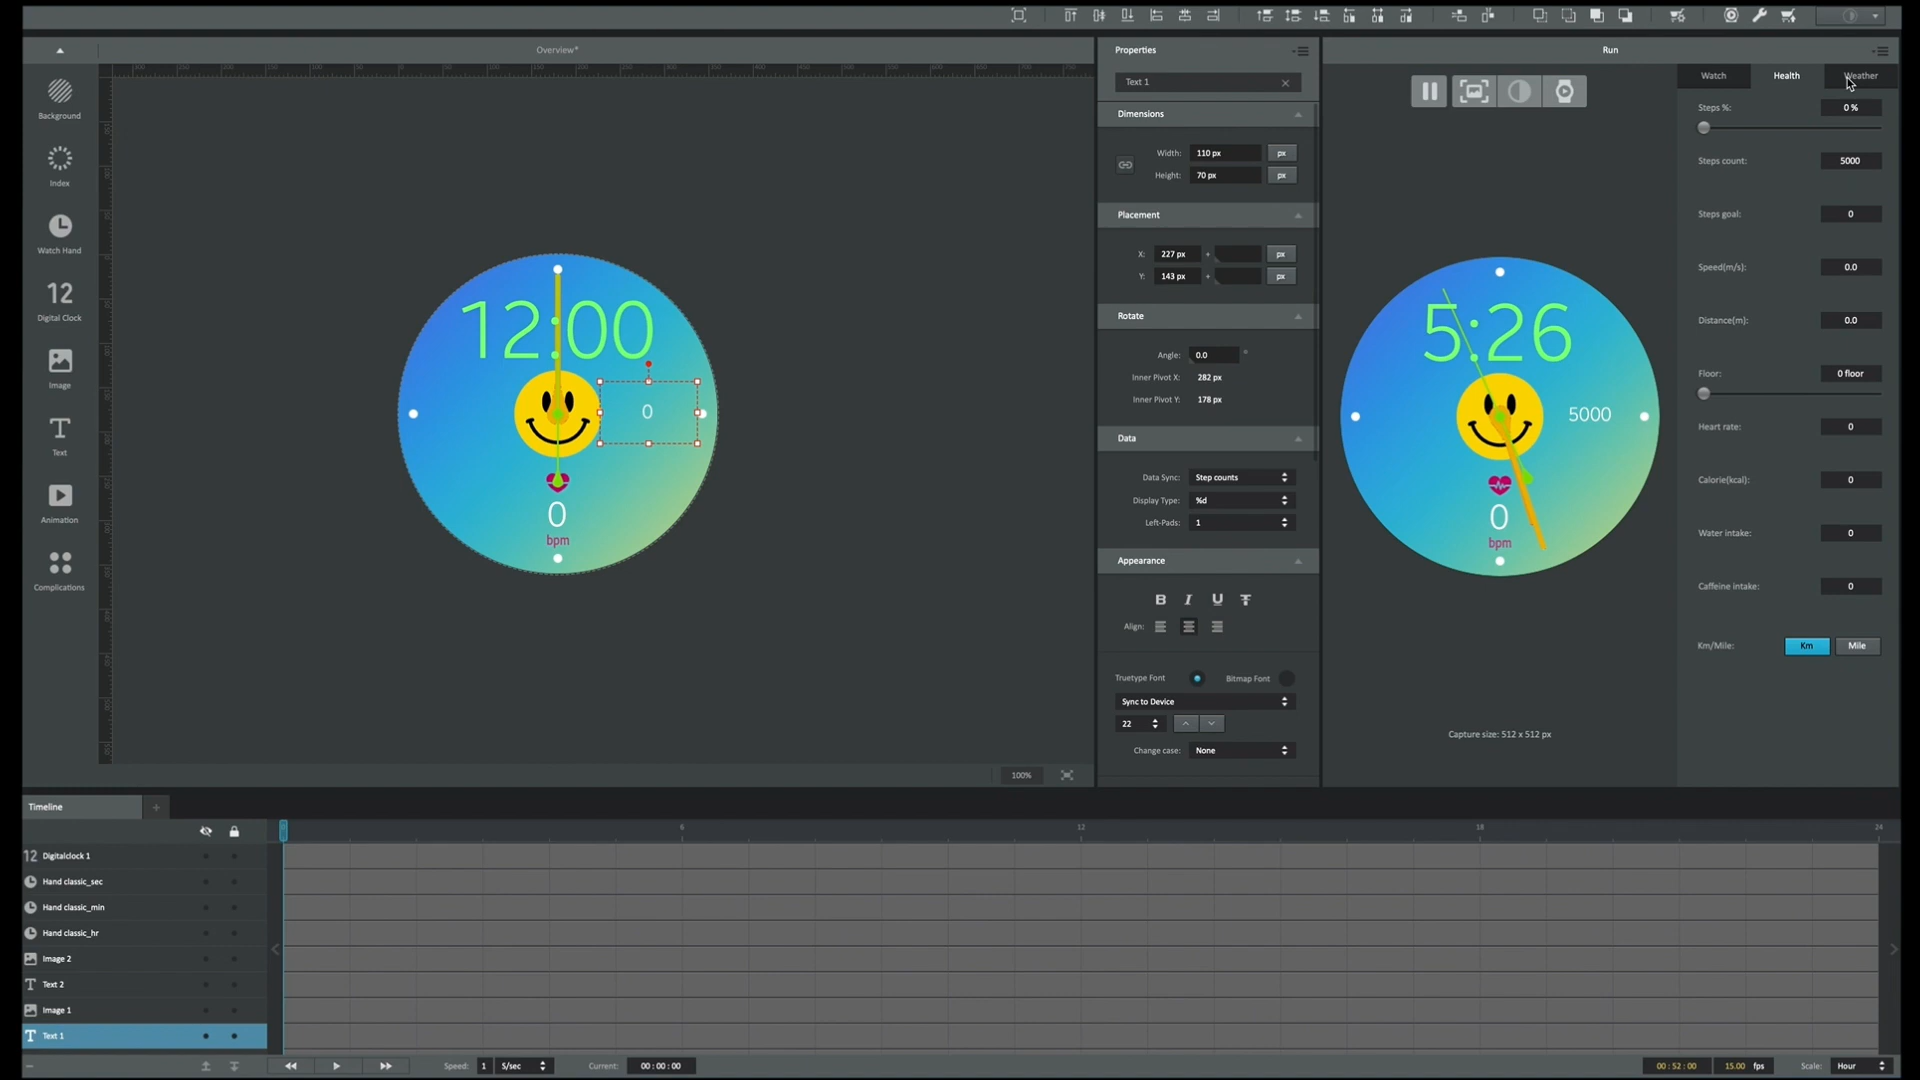 Overview*
Properties
Run
Text 1
Watch
Health
Weather
Background
Index
Watch Hand
12
Digital Clock
Image
Text
Animation
Complications
12:00
0
0
bpm
Dimensions
Width: 110 px px
Height: 70 px px
Placement
X: 227 px + px
Y: 143 px + px
Rotate
Angle: 0.0 °
Inner Pivot X: 282 px
Inner Pivot Y: 178 px
Data
Data Sync: Step counts
Display Type: %d
Left-Pads: 1
Appearance
B I U T
Align:
Truetype Font Bitmap Font
Sync to Device
22
Change case: None
5:26
5000
0
bpm
Capture size: 512 x 512 px
Steps %: 0 %
Steps count: 5000
Steps goal: 0
Speed(m/s): 0.0
Distance(m): 0.0
Floor: 0 floor
Heart rate: 0
Calorie(kcal): 0
Water intake: 0
Caffeine intake: 0
Km/Mile: Km Mile
100%
Timeline +
6 12 18 24
12 Digitalclock 1
Hand classic_sec
Hand classic_min
Hand classic_hr
Image 2
T Text 2
Image 1
T Text 1
Speed: 1 S/sec Current: 00 : 00 : 00
00 : 52 : 00 15.00 fps Scale: Hour